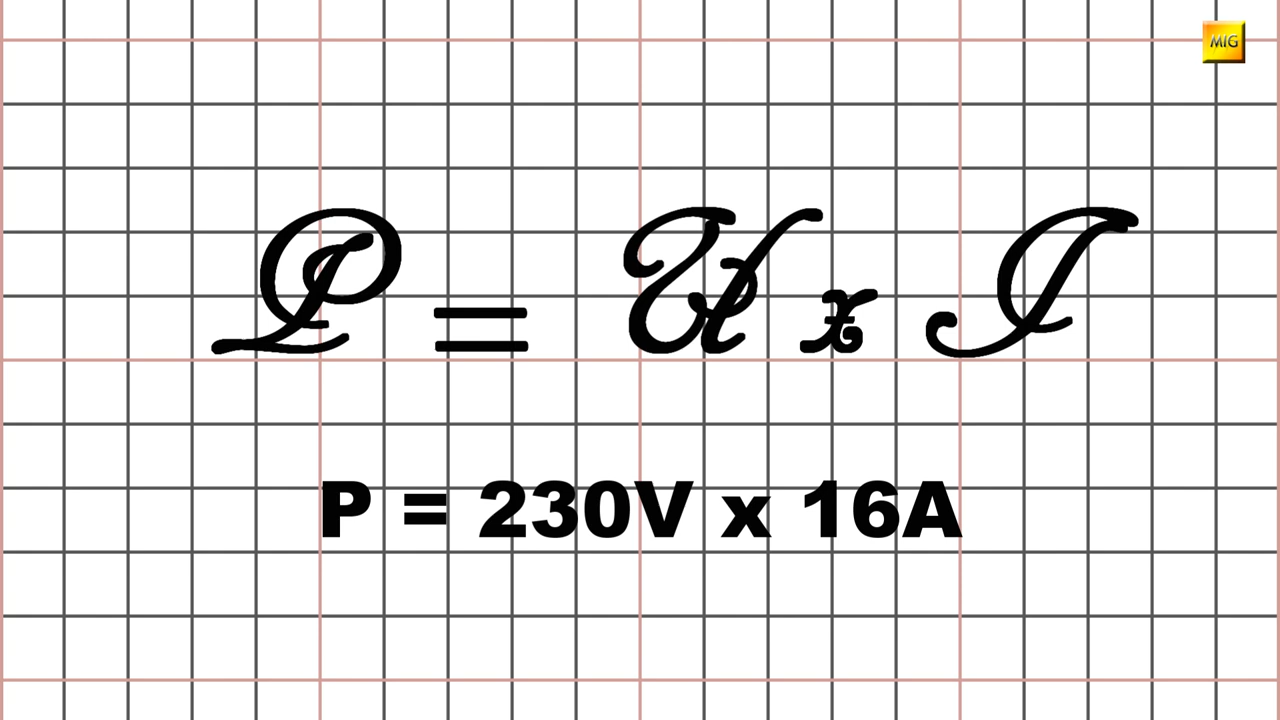 MIG
P = U x I
P = 230V x 16A